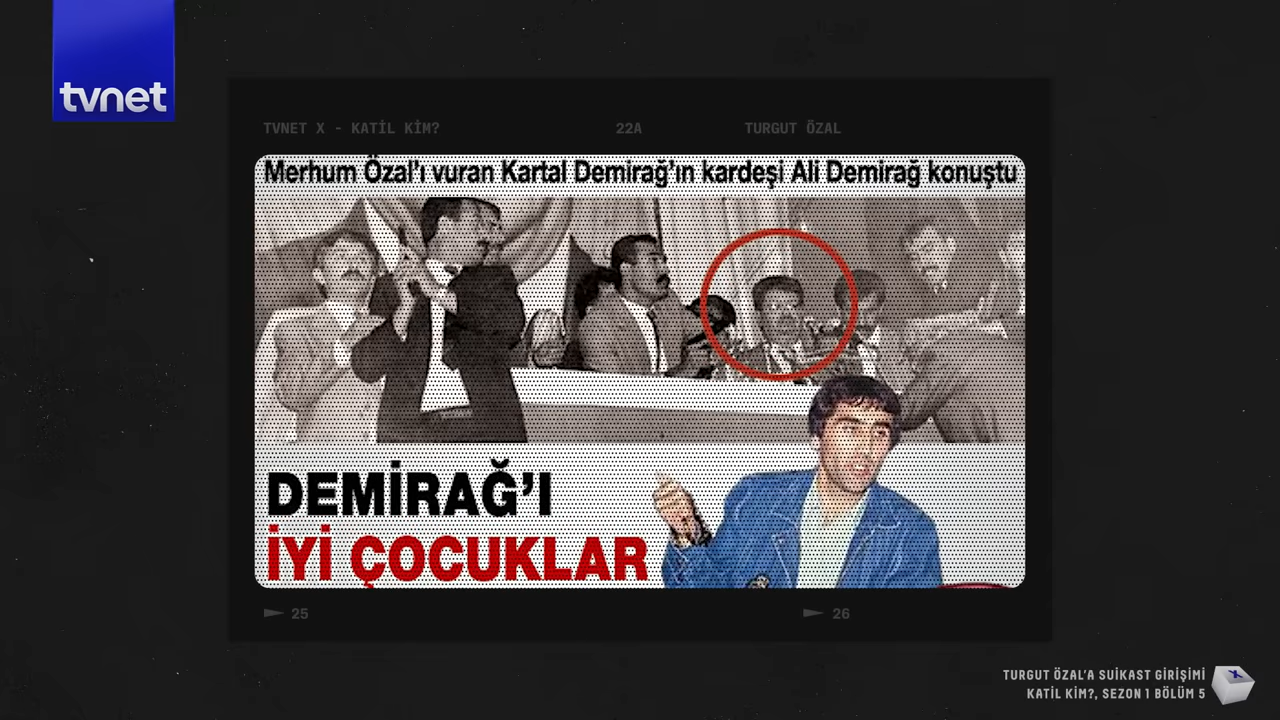 tvnet
TVNET X - KATİL KİM?
22A
TURGUT ÖZAL
Merhum Özal'ı vuran Kartal Demirağ'ın kardeşi Ali Demirağ konuştu
DEMİRAĞ'I
İYİ ÇOCUKLAR
25
26
TURGUT ÖZAL'A SUİKAST GİRİŞİMİ
KATİL KİM?, SEZON 1 BÖLÜM 5